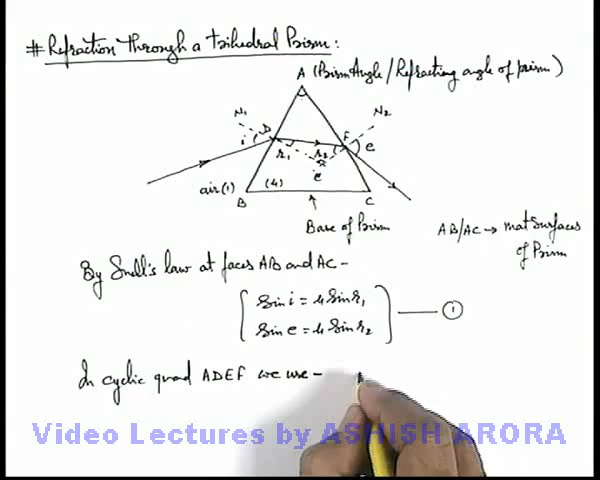 # Refraction through a trihedral Prism:
A (Prism Angle / Refracting angle of prism)
N₁
N₂
i
D
F
e
r₁
r₂
E
air (1)
(μ)
B
C
Base of Prism
AB/AC → mat Surfaces
of Prism
By Snell's law at faces AB and AC -
Sin i = μ Sin r₁
Sin e = μ Sin r₂
①
In cyclic quad ADEF we use -
Video Lectures by ASHISH ARORA